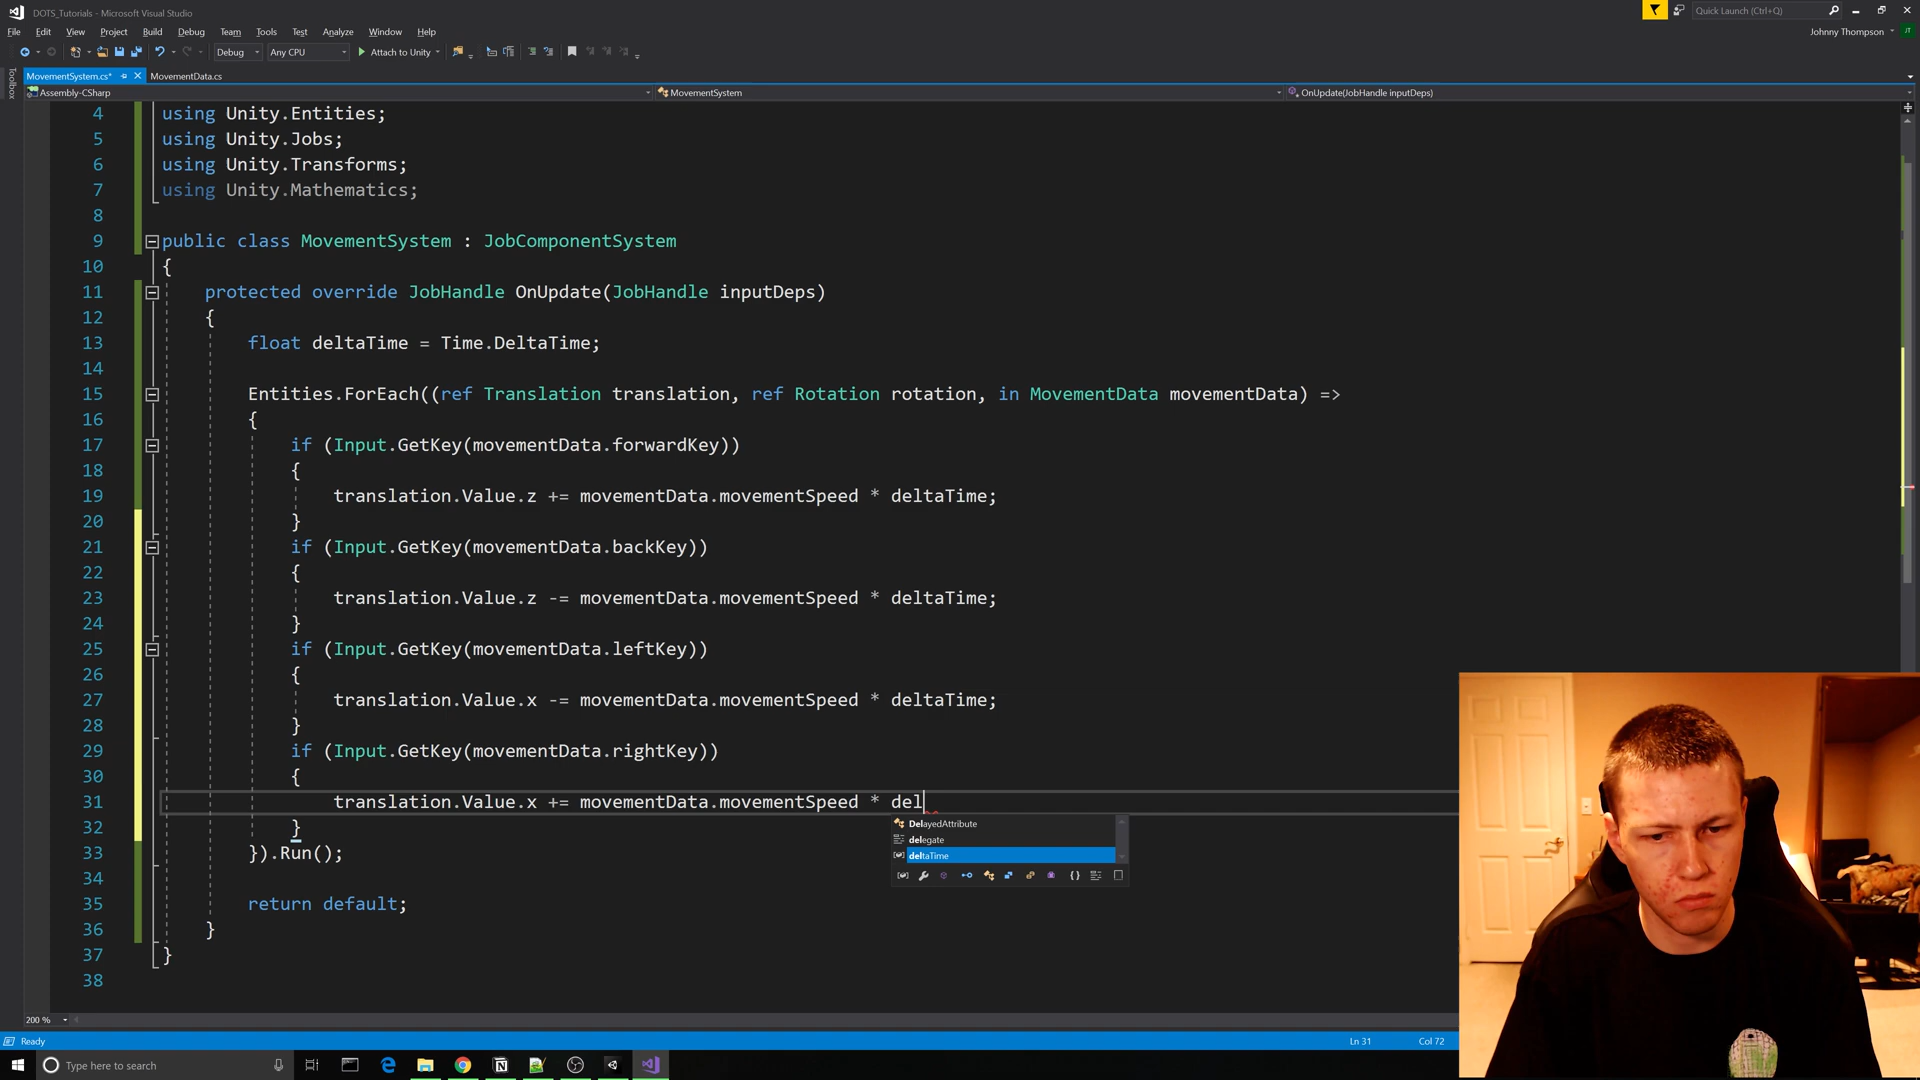 DOTS_Tutorials - Microsoft Visual Studio
Quick Launch (Ctrl+Q)
File Edit View Project Build Debug Team Tools Test Analyze Window Help
Johnny Thompson JT
Debug Any CPU Attach to Unity
Toolbox
MovementSystem.cs* MovementData.cs
Assembly-CSharp MovementSystem OnUpdate(JobHandle inputDeps)
4 using Unity.Entities;
5 using Unity.Jobs;
6 using Unity.Transforms;
7 using Unity.Mathematics;
8
9 public class MovementSystem : JobComponentSystem
10 {
11 protected override JobHandle OnUpdate(JobHandle inputDeps)
12 {
13 float deltaTime = Time.DeltaTime;
14
15 Entities.ForEach((ref Translation translation, ref Rotation rotation, in MovementData movementData) =>
16 {
17 if (Input.GetKey(movementData.forwardKey))
18 {
19 translation.Value.z += movementData.movementSpeed * deltaTime;
20 }
21 if (Input.GetKey(movementData.backKey))
22 {
23 translation.Value.z -= movementData.movementSpeed * deltaTime;
24 }
25 if (Input.GetKey(movementData.leftKey))
26 {
27 translation.Value.x -= movementData.movementSpeed * deltaTime;
28 }
29 if (Input.GetKey(movementData.rightKey))
30 {
31 translation.Value.x += movementData.movementSpeed * del
DelayedAttribute
32 }
delegate
33 }).Run();
deltaTime
34
35 return default;
36 }
37 }
38
200 %
Ready Ln 31 Col 72
Type here to search